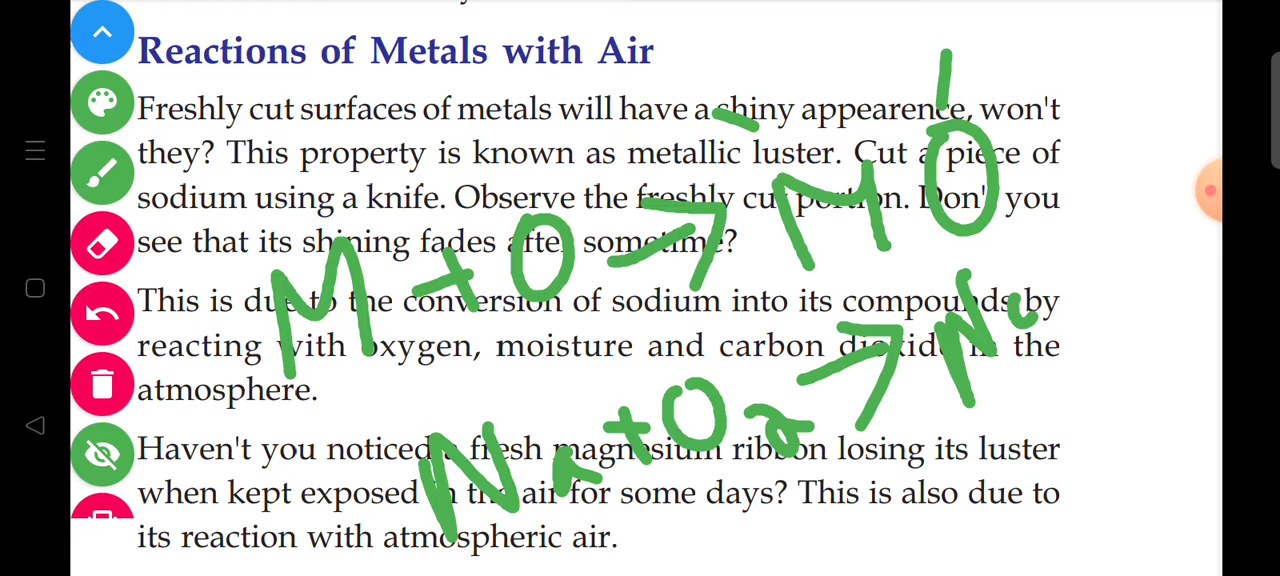 Reactions of Metals with Air
Freshly cut surfaces of metals will have a shiny appearence, won't
they? This property is known as metallic luster. Cut a piece of
sodium using a knife. Observe the freshly cut portion. Don't you
see that its shining fades after sometime?
M + O → MO
This is due to the conversion of sodium into its compounds by
reacting with oxygen, moisture and carbon dioxide in the
atmosphere.
Na + O2 → Na
Haven't you noticed a fresh magnesium ribbon losing its luster
when kept exposed in the air for some days? This is also due to
its reaction with atmospheric air.